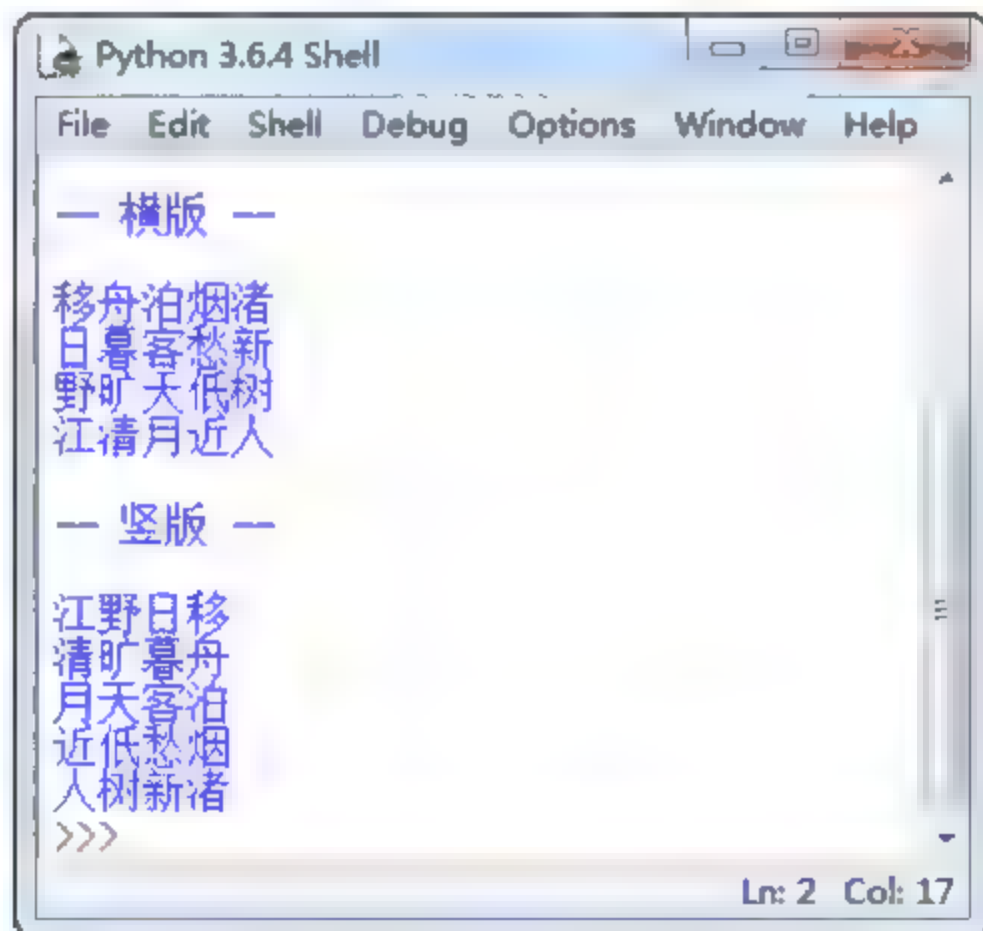 Python 3.6.4 Shell
File Edit Shell Debug Options Window Help
— 横版 —
移舟泊烟渚
日暮客愁新
野旷天低树
江清月近人
— 竖版 —
江野日移
清旷暮舟
月天客泊
近低愁烟
人树新渚
>>>
Ln: 2 Col: 17